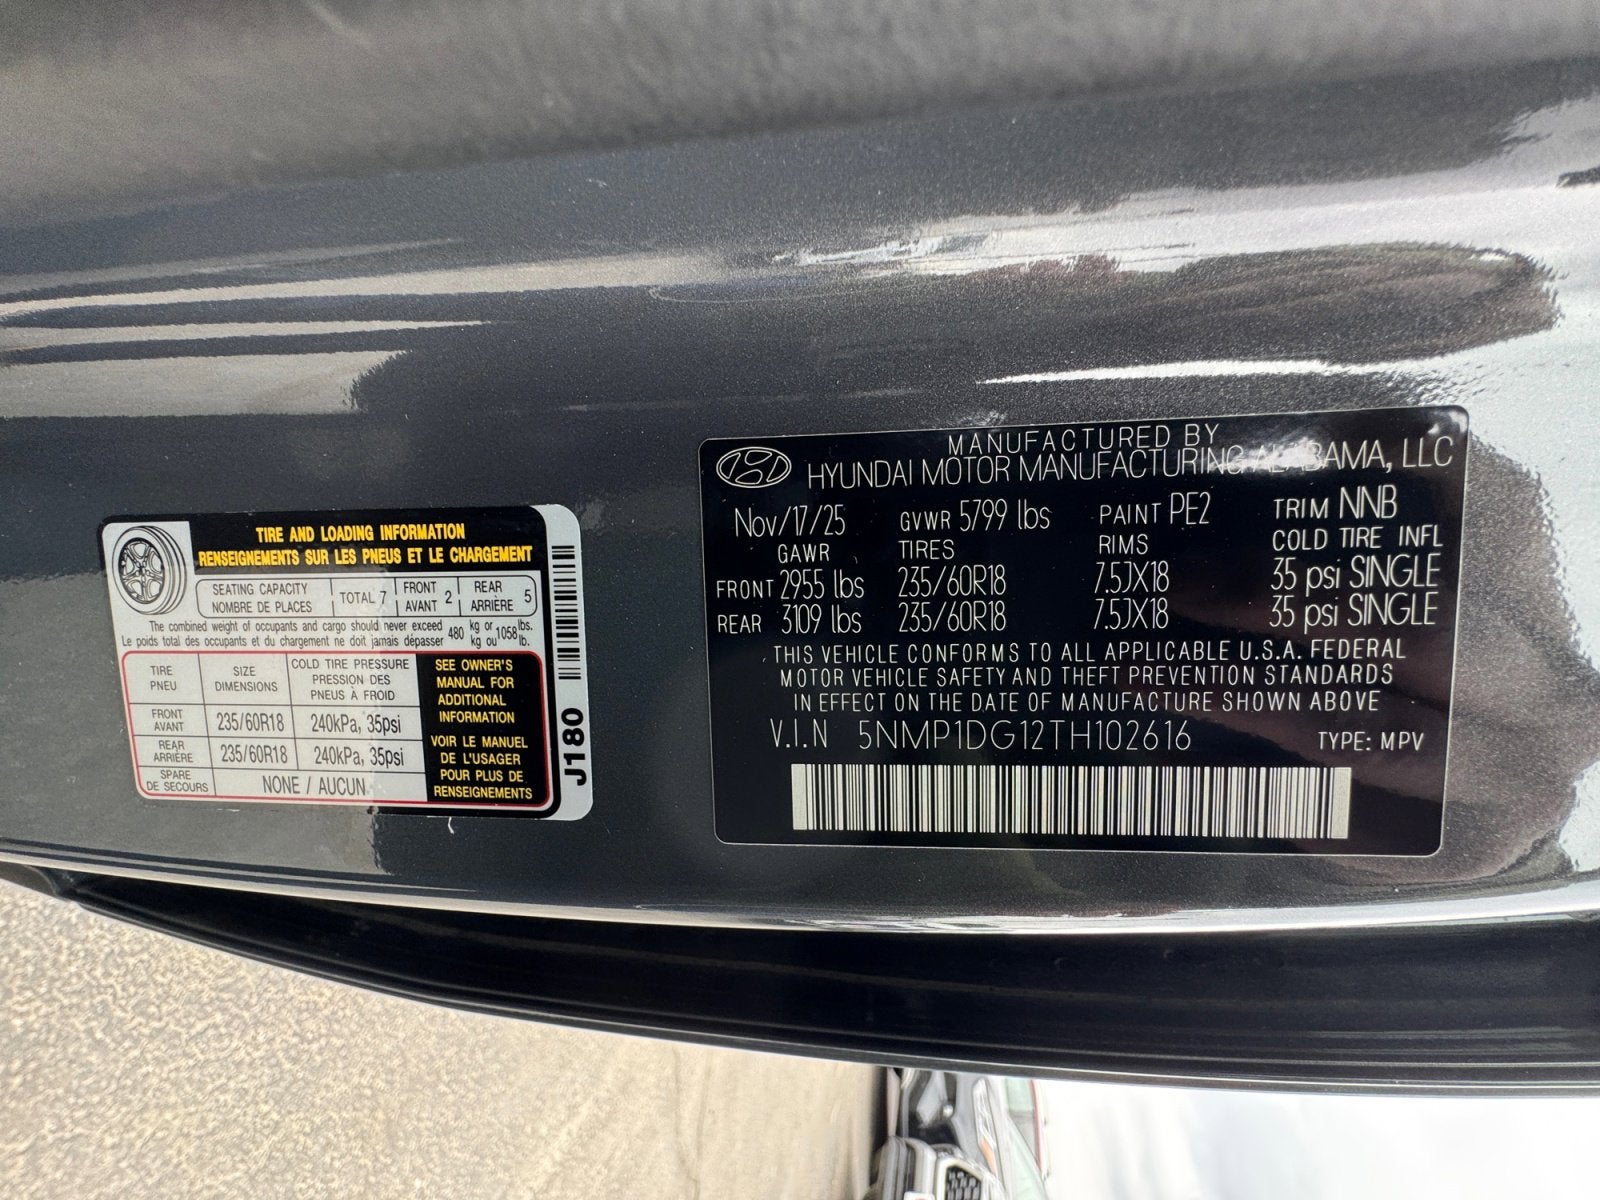 TIRE AND LOADING INFORMATION
RENSEIGNEMENTS SUR LES PNEUS ET LE CHARGEMENT
SEATING CAPACITY
NOMBRE DE PLACES
TOTAL 7
FRONT
AVANT 2
REAR
ARRIÈRE 5
The combined weight of occupants and cargo should never exceed 480 kg or 1058 lbs.
Le poids total des occupants et du chargement ne doit jamais dépasser kg ou lb.
TIRE
PNEU
SIZE
DIMENSIONS
COLD TIRE PRESSURE
PRESSION DES
PNEUS À FROID
FRONT
AVANT
235/60R18
240kPa, 35psi
REAR
ARRIÈRE
235/60R18
240kPa, 35psi
SPARE
DE SECOURS
NONE / AUCUN
SEE OWNER'S
MANUAL FOR
ADDITIONAL
INFORMATION
VOIR LE MANUEL
DE L'USAGER
POUR PLUS DE
RENSEIGNEMENTS
J180
MANUFACTURED BY
HYUNDAI MOTOR MANUFACTURING ALABAMA, LLC
Nov/17/25 GVWR 5799 lbs PAINT PE2 TRIM NNB
GAWR TIRES RIMS COLD TIRE INFL
FRONT 2955 lbs 235/60R18 7.5JX18 35 psi SINGLE
REAR 3109 lbs 235/60R18 7.5JX18 35 psi SINGLE
THIS VEHICLE CONFORMS TO ALL APPLICABLE U.S.A. FEDERAL
MOTOR VEHICLE SAFETY AND THEFT PREVENTION STANDARDS
IN EFFECT ON THE DATE OF MANUFACTURE SHOWN ABOVE
V.I.N 5NMP1DG12TH102616 TYPE: MPV